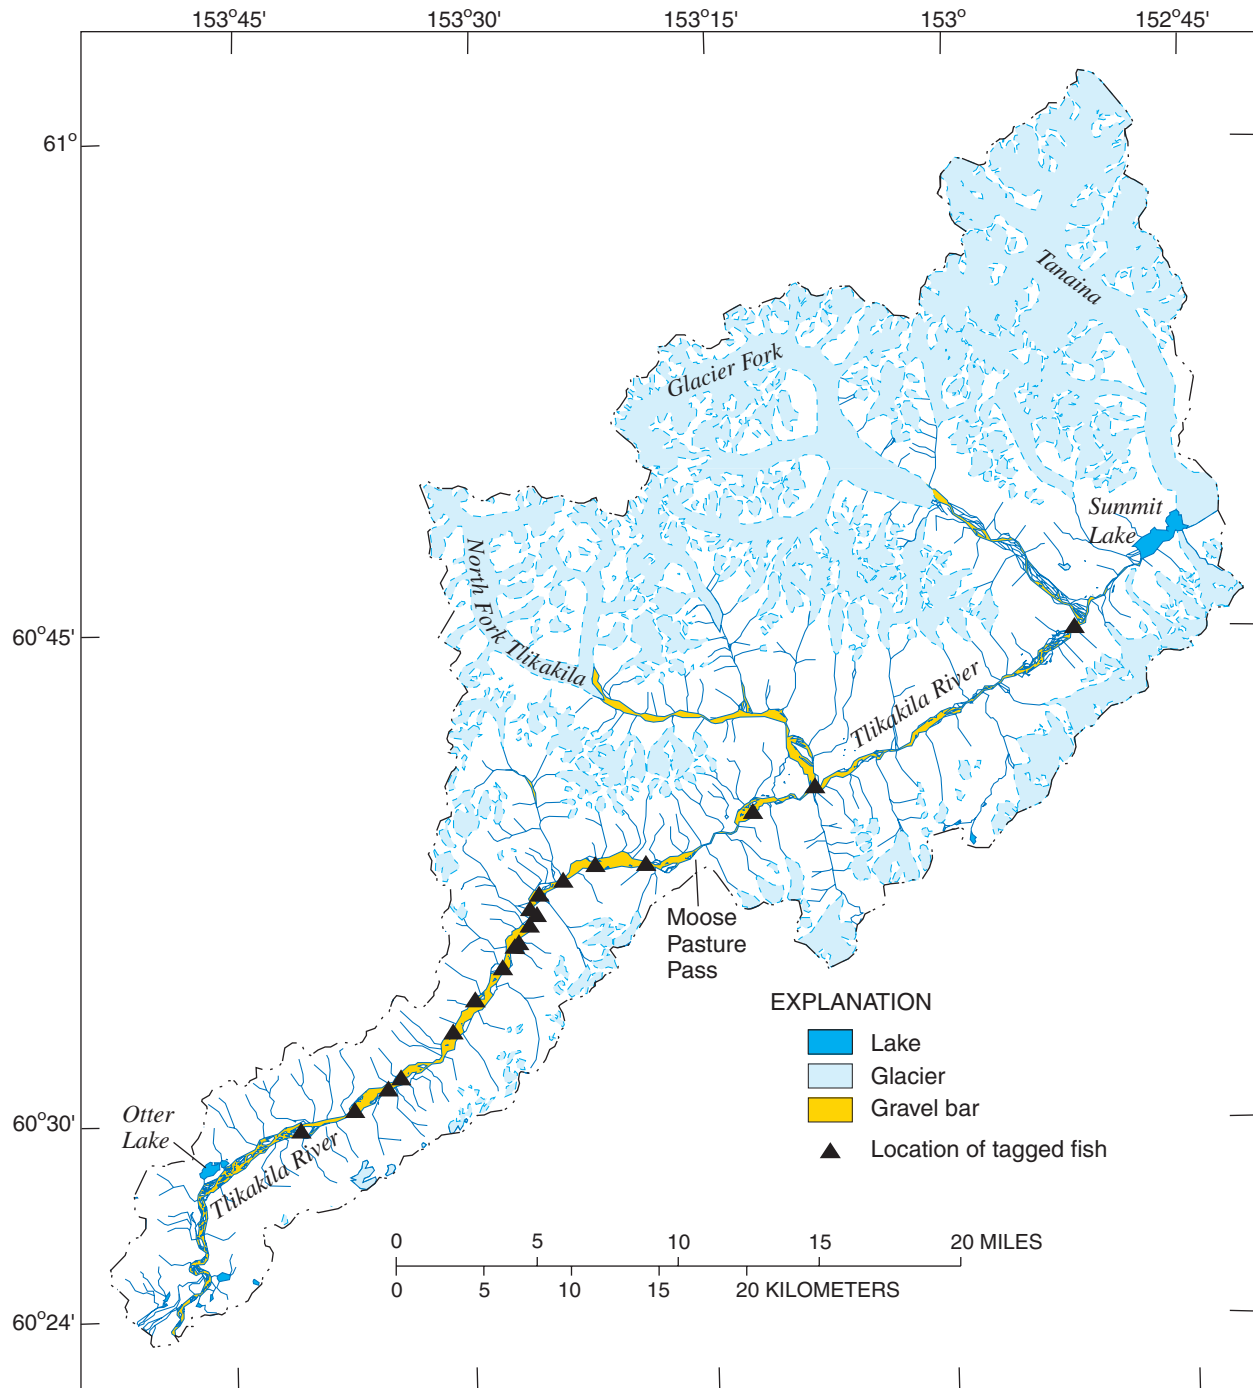 153°45'
153°30'
153°15'
153°
152°45'
61°
Tanaina
Glacier Fork
Summit
Lake
North Fork Tlikakila
60°45'
Tlikakila River
Moose
Pasture
Pass
EXPLANATION
Lake
Glacier
Gravel bar
Location of tagged fish
Otter
Lake
60°30'
Tlikakila River
0 5 10 15 20 MILES
0 5 10 15 20 KILOMETERS
60°24'